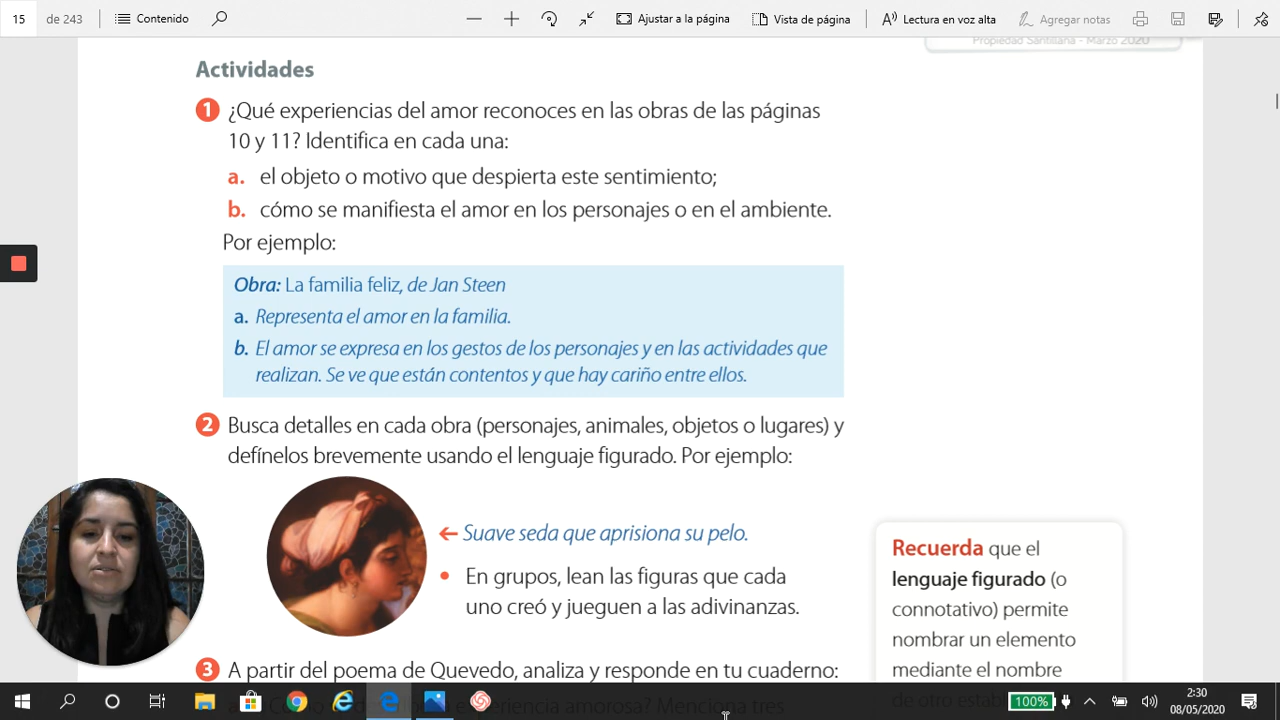 15 de 243 Contenido Ajustar a la página Vista de página Lectura en voz alta Agregar notas
Propiedad Santillana - Marzo 2020
Actividades
1 ¿Qué experiencias del amor reconoces en las obras de las páginas
10 y 11? Identifica en cada una:
a. el objeto o motivo que despierta este sentimiento;
b. cómo se manifiesta el amor en los personajes o en el ambiente.
Por ejemplo:
Obra: La familia feliz, de Jan Steen
a. Representa el amor en la familia.
b. El amor se expresa en los gestos de los personajes y en las actividades que
realizan. Se ve que están contentos y que hay cariño entre ellos.
2 Busca detalles en cada obra (personajes, animales, objetos o lugares) y
defínelos brevemente usando el lenguaje figurado. Por ejemplo:
← Suave seda que aprisiona su pelo.
• En grupos, lean las figuras que cada
uno creó y jueguen a las adivinanzas.
Recuerda que el
lenguaje figurado (o
connotativo) permite
nombrar un elemento
mediante el nombre
3 A partir del poema de Quevedo, analiza y responde en tu cuaderno:
experiencia amorosa? Menciona tres
100%
2:30
08/05/2020